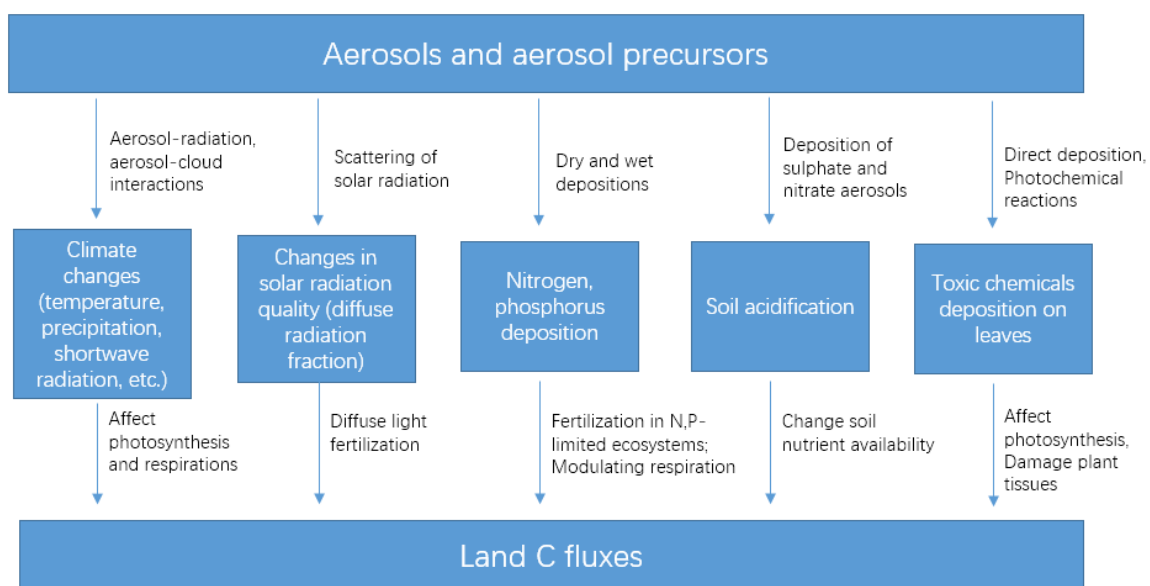 Aerosols and aerosol precursors
Aerosol-radiation,
aerosol-cloud
interactions
Scattering of
solar radiation
Dry and wet
depositions
Deposition of
sulphate and
nitrate aerosols
Direct deposition,
Photochemical
reactions
Climate
changes
(temperature,
precipitation,
shortwave
radiation, etc.)
Changes in
solar radiation
quality (diffuse
radiation
fraction)
Nitrogen,
phosphorus
deposition
Soil acidification
Toxic chemicals
deposition on
leaves
Affect
photosynthesis
and respirations
Diffuse light
fertilization
Fertilization in N,P-
limited ecosystems;
Modulating respiration
Change soil
nutrient availability
Affect
photosynthesis,
Damage plant
tissues
Land C fluxes